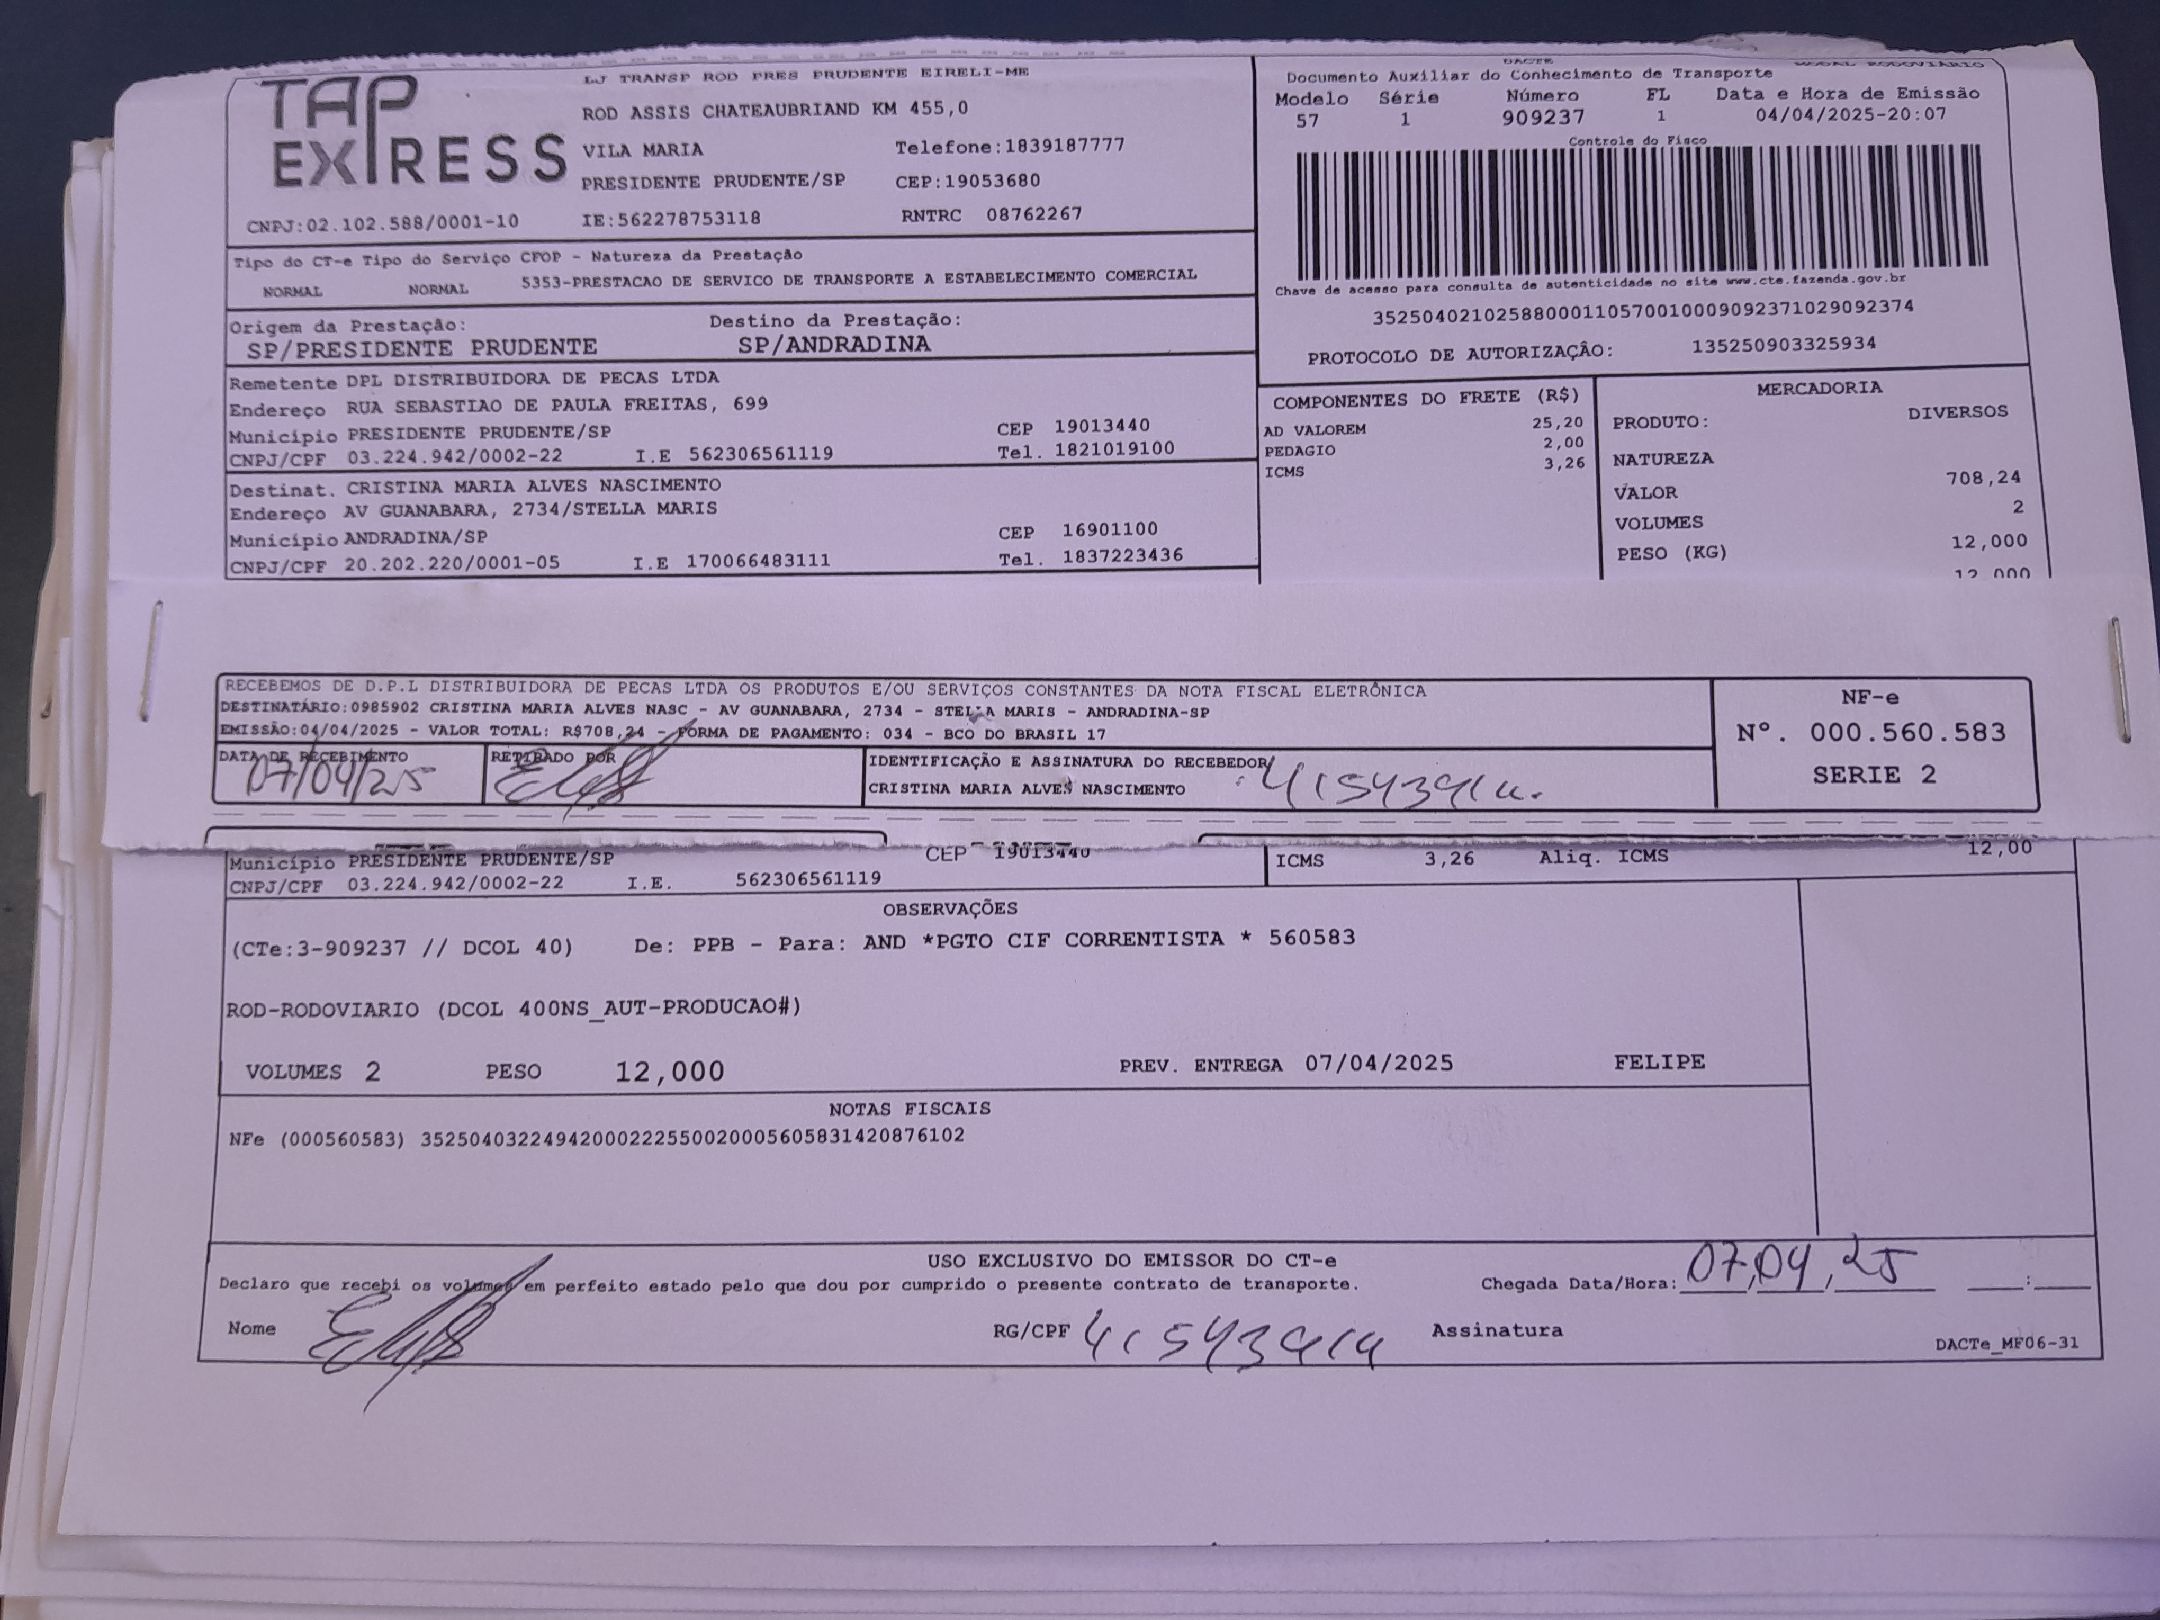 TAP EXPRESS
LJ TRANSP ROD PRES PRUDENTE EIRELI-ME
ROD ASSIS CHATEAUBRIAND KM 455,0
VILA MARIA Telefone:1839187777
PRESIDENTE PRUDENTE/SP CEP:19053680
CNPJ:02.102.588/0001-10 IE:562278753118 RNTRC 08762267
Tipo do CT-e Tipo do Serviço CFOP - Natureza da Prestação
NORMAL NORMAL 5353-PRESTACAO DE SERVICO DE TRANSPORTE A ESTABELECIMENTO COMERCIAL
Origem da Prestação: Destino da Prestação:
SP/PRESIDENTE PRUDENTE SP/ANDRADINA
Remetente DPL DISTRIBUIDORA DE PECAS LTDA
Endereço RUA SEBASTIAO DE PAULA FREITAS, 699
Município PRESIDENTE PRUDENTE/SP CEP 19013440
CNPJ/CPF 03.224.942/0002-22 I.E 562306561119 Tel. 1821019100
Destinat. CRISTINA MARIA ALVES NASCIMENTO
Endereço AV GUANABARA, 2734/STELLA MARIS
Município ANDRADINA/SP CEP 16901100
CNPJ/CPF 20.202.220/0001-05 I.E 170066483111 Tel. 1837223436
DACTE MODAL RODOVIÁRIO
Documento Auxiliar do Conhecimento de Transporte
Modelo Série Número FL Data e Hora de Emissão
57 1 909237 1 04/04/2025-20:07
Controle do Fisco
Chave de acesso para consulta de autenticidade no site www.cte.fazenda.gov.br
35250402102588000110570010009092371029092374
PROTOCOLO DE AUTORIZAÇÂO: 135250903325934
COMPONENTES DO FRETE (R$)
AD VALOREM 25,20
PEDAGIO 2,00
ICMS 3,26
MERCADORIA
PRODUTO: DIVERSOS
NATUREZA
VALOR 708,24
VOLUMES 2
PESO (KG) 12,000
12,000
RECEBEMOS DE D.P.L DISTRIBUIDORA DE PECAS LTDA OS PRODUTOS E/OU SERVIÇOS CONSTANTES DA NOTA FISCAL ELETRÔNICA
DESTINATÁRIO:0985902 CRISTINA MARIA ALVES NASC - AV GUANABARA, 2734 - STELLA MARIS - ANDRADINA-SP
EMISSÃO:04/04/2025 - VALOR TOTAL: R$708,24 - FORMA DE PAGAMENTO: 034 - BCO DO BRASIL 17
DATA DE RECEBIMENTO RETIRADO POR IDENTIFICAÇÃO E ASSINATURA DO RECEBEDOR
07/04/25 CRISTINA MARIA ALVES NASCIMENTO
NF-e
Nº. 000.560.583
SERIE 2
Município PRESIDENTE PRUDENTE/SP CEP 19013440
CNPJ/CPF 03.224.942/0002-22 I.E. 562306561119
ICMS 3,26 Aliq. ICMS 12,00
OBSERVAÇÕES
(CTe:3-909237 // DCOL 40) De: PPB - Para: AND *PGTO CIF CORRENTISTA * 560583
ROD-RODOVIARIO (DCOL 400NS_AUT-PRODUCAO#)
VOLUMES 2 PESO 12,000 PREV. ENTREGA 07/04/2025 FELIPE
NOTAS FISCAIS
NFe (000560583) 35250403224942000222550020005605831420876102
USO EXCLUSIVO DO EMISSOR DO CT-e
Declaro que recebi os volumes em perfeito estado pelo que dou por cumprido o presente contrato de transporte. Chegada Data/Hora: 07,04,25
Nome RG/CPF Assinatura
DACTe_MF06-31